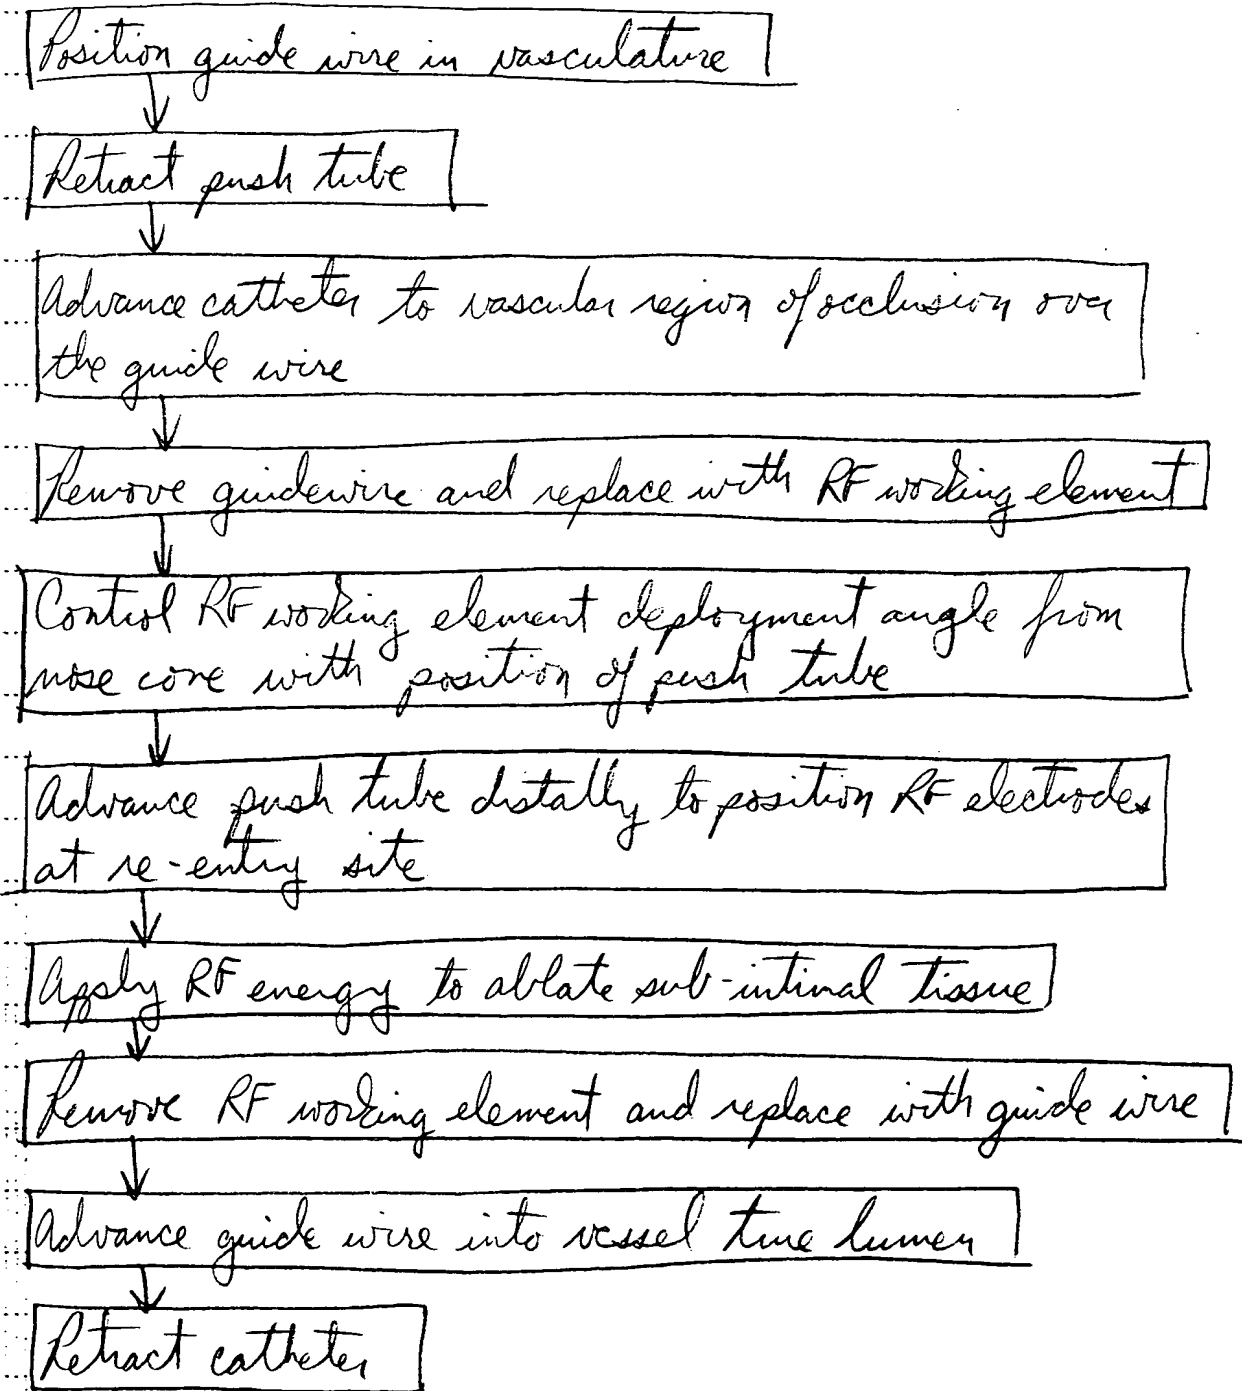 Position guide wire in vasculature
Retract push tube
Advance catheter to vascular region of occlusion over
the guide wire
Remove guidewire and replace with RF working element
Control RF working element deployment angle from
nose cone with position of push tube
Advance push tube distally to position RF electrodes
at re-entry site
Apply RF energy to ablate sub-intimal tissue
Remove RF working element and replace with guide wire
Advance guide wire into vessel true lumen
Retract catheter